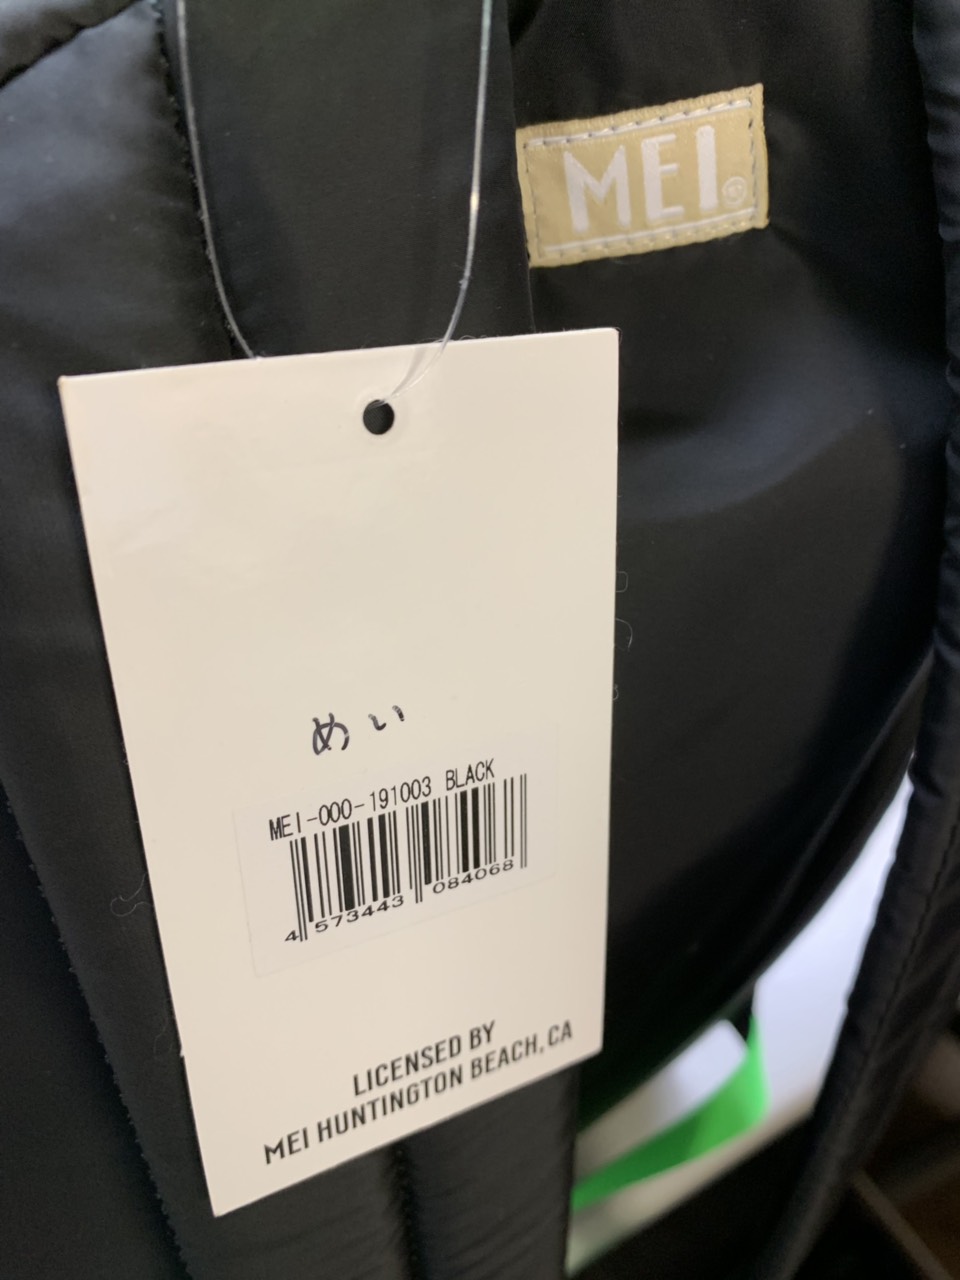 MEI
めい
MEI-000-191003 BLACK
4 573443 084068
LICENSED BY
MEI HUNTINGTON BEACH, CA